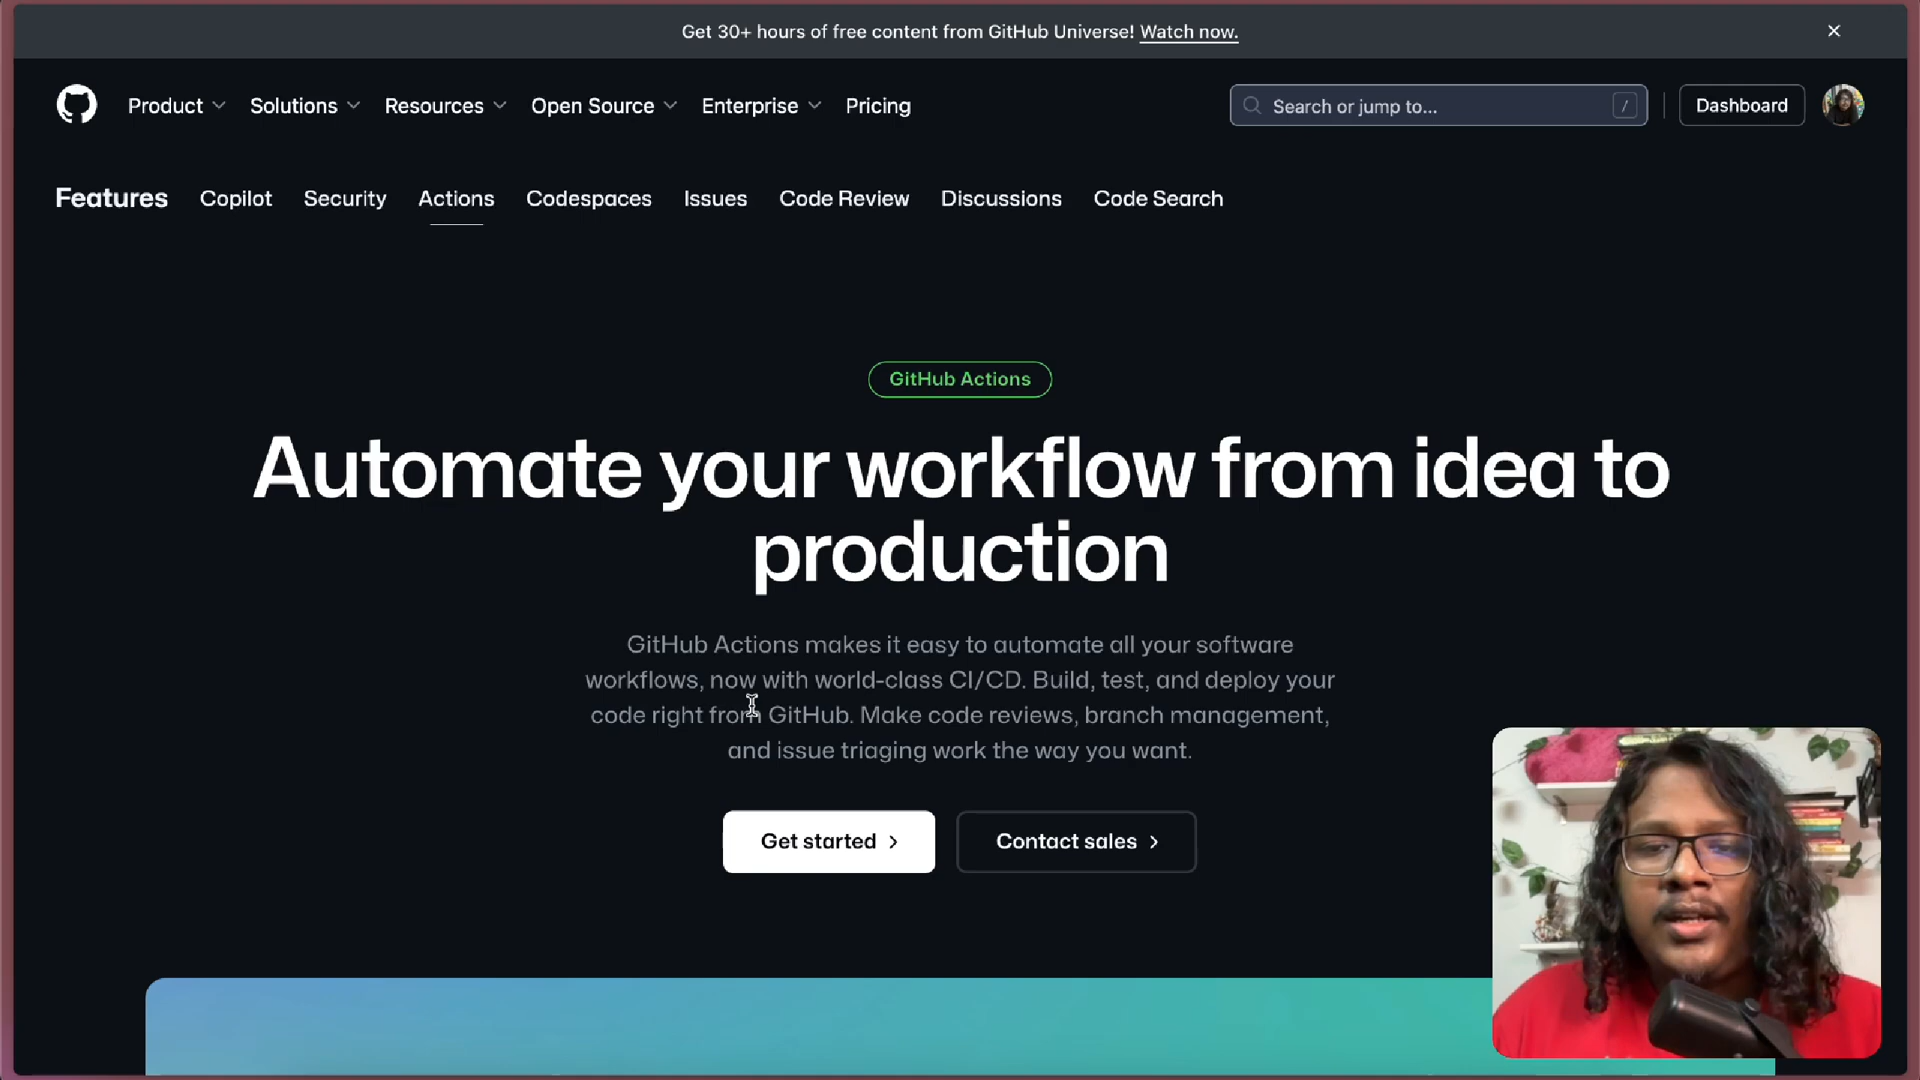 Get 30+ hours of free content from GitHub Universe! Watch now.
Product Solutions Resources Open Source Enterprise Pricing Search or jump to... / Dashboard
Features Copilot Security Actions Codespaces Issues Code Review Discussions Code Search
GitHub Actions
Automate your workflow from idea to
production
GitHub Actions makes it easy to automate all your software
workflows, now with world-class CI/CD. Build, test, and deploy your
code right from GitHub. Make code reviews, branch management,
and issue triaging work the way you want.
Get started Contact sales